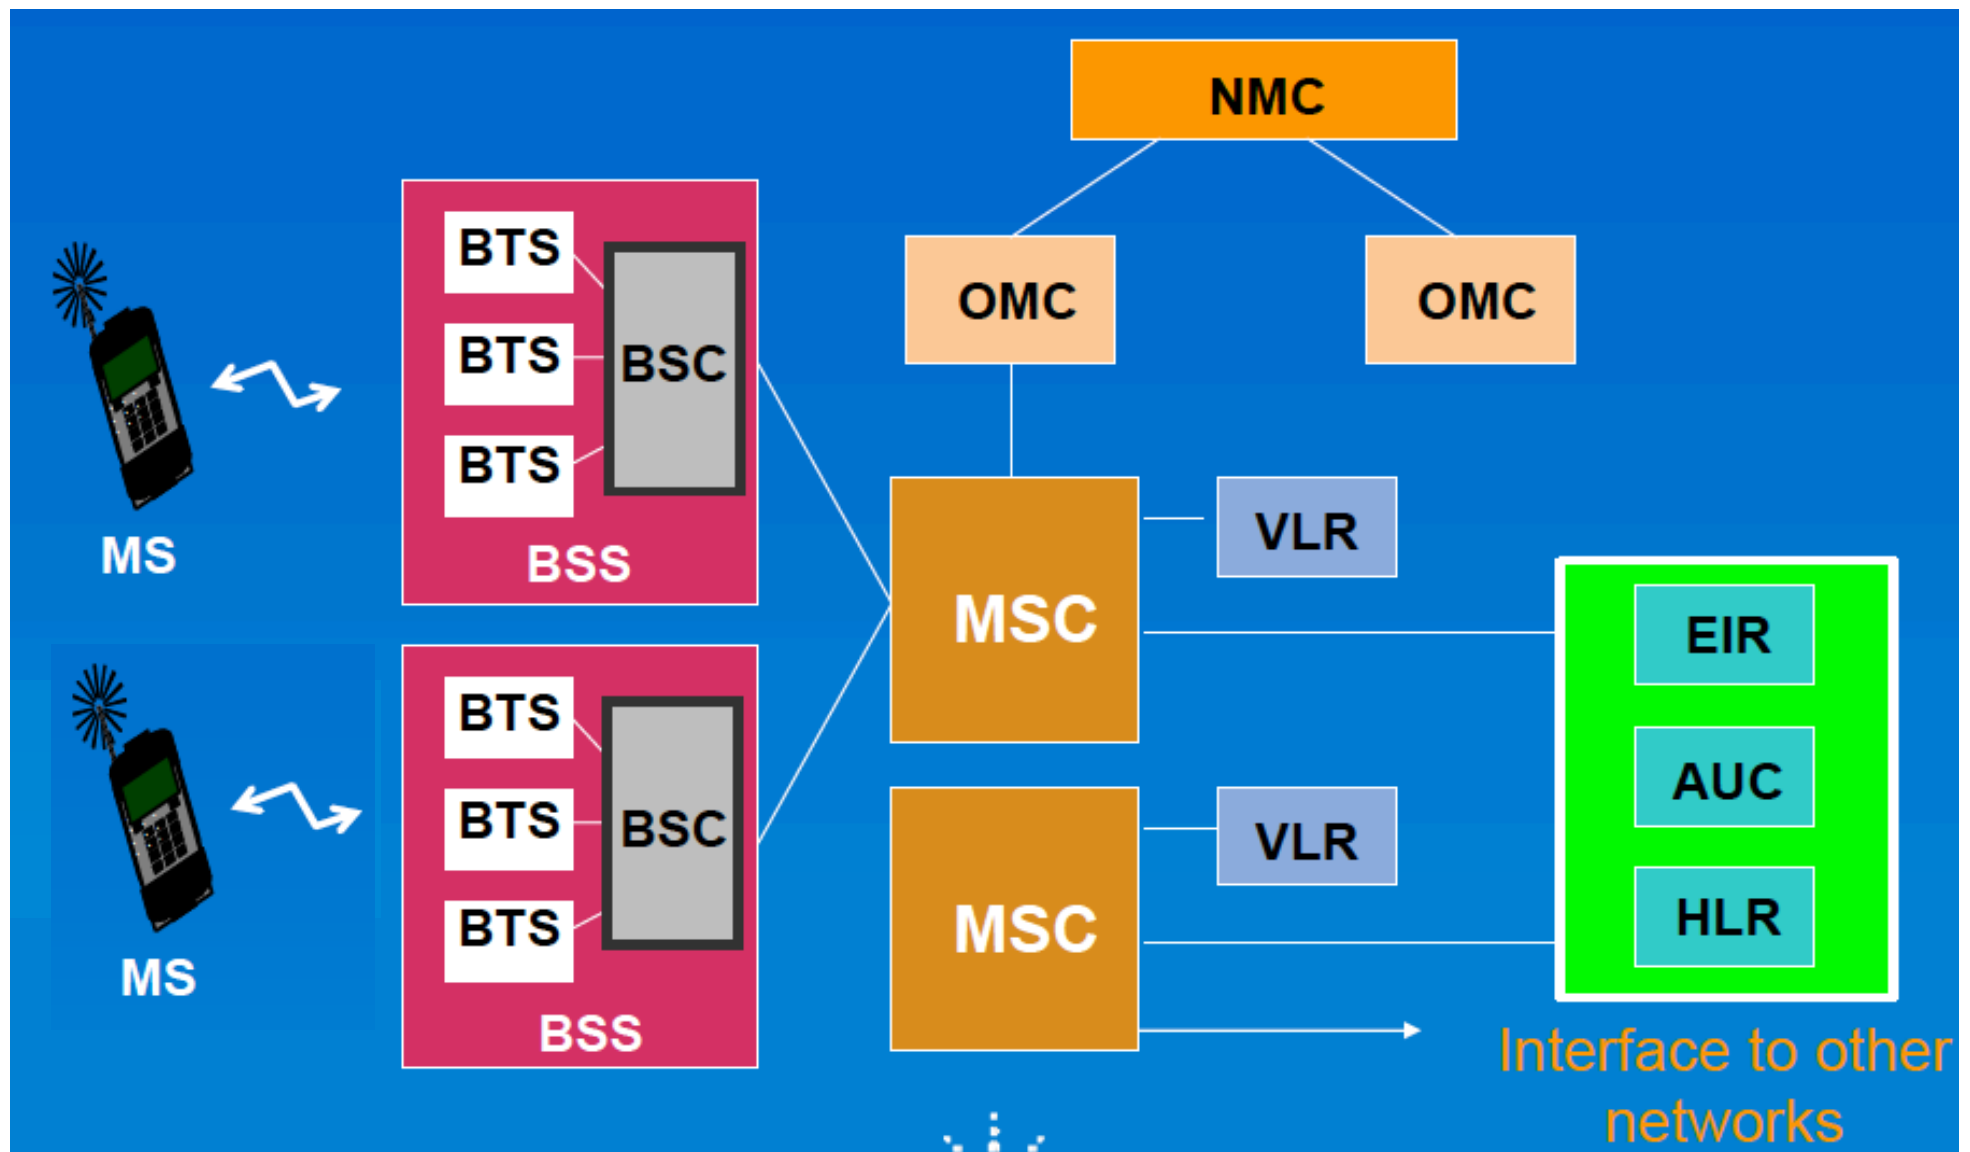 NMC
OMC
OMC
BTS
BTS
BTS
BSC
BSS
MS
MSC
VLR
EIR
AUC
HLR
BTS
BTS
BTS
BSC
BSS
MS
MSC
VLR
Interface to other
networks